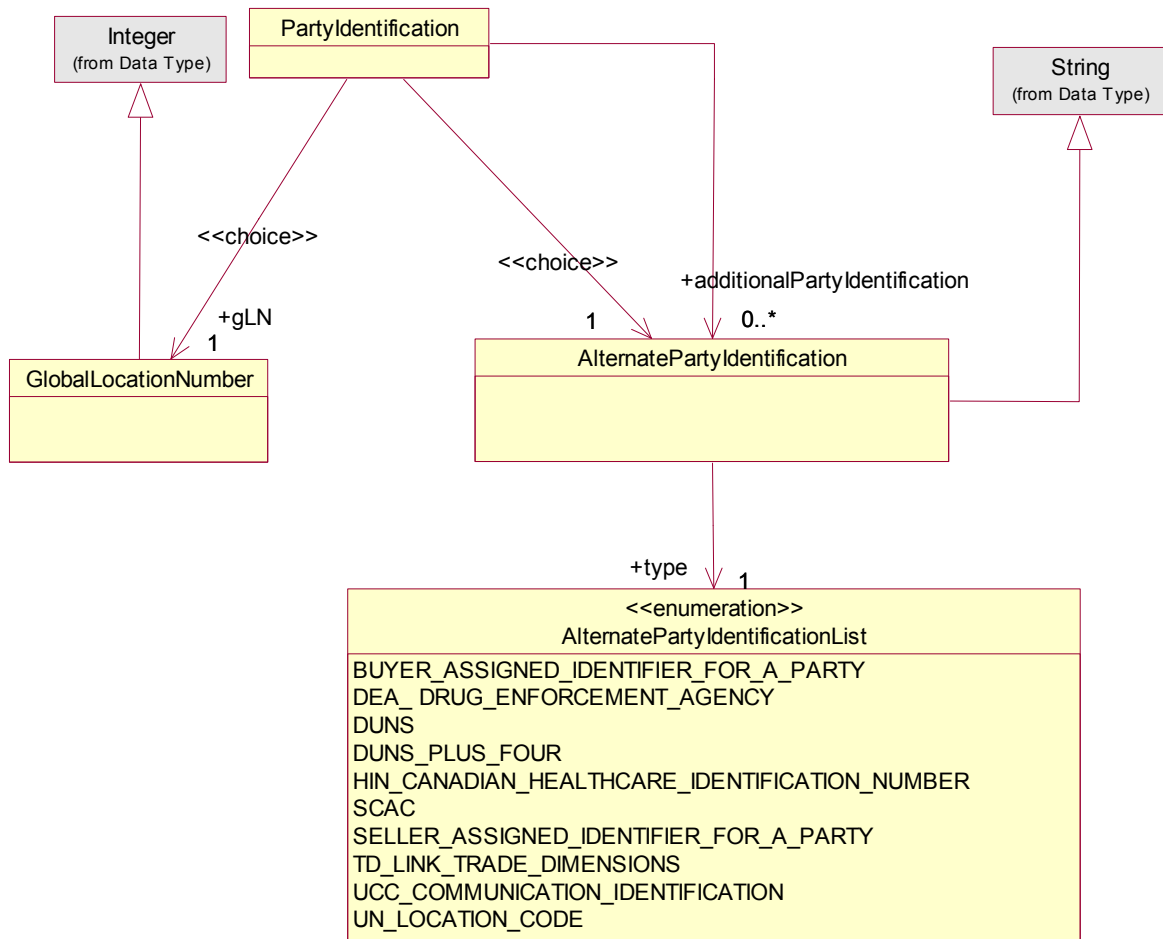 Integer
(from Data Type)
PartyIdentification
String
(from Data Type)
<<choice>>
<<choice>>
+additionalPartyIdentification
+gLN
1
1
0..*
GlobalLocationNumber
AlternatePartyIdentification
+type
1
<<enumeration>>
AlternatePartyIdentificationList
BUYER_ASSIGNED_IDENTIFIER_FOR_A_PARTY
DEA_ DRUG_ENFORCEMENT_AGENCY
DUNS
DUNS_PLUS_FOUR
HIN_CANADIAN_HEALTHCARE_IDENTIFICATION_NUMBER
SCAC
SELLER_ASSIGNED_IDENTIFIER_FOR_A_PARTY
TD_LINK_TRADE_DIMENSIONS
UCC_COMMUNICATION_IDENTIFICATION
UN_LOCATION_CODE